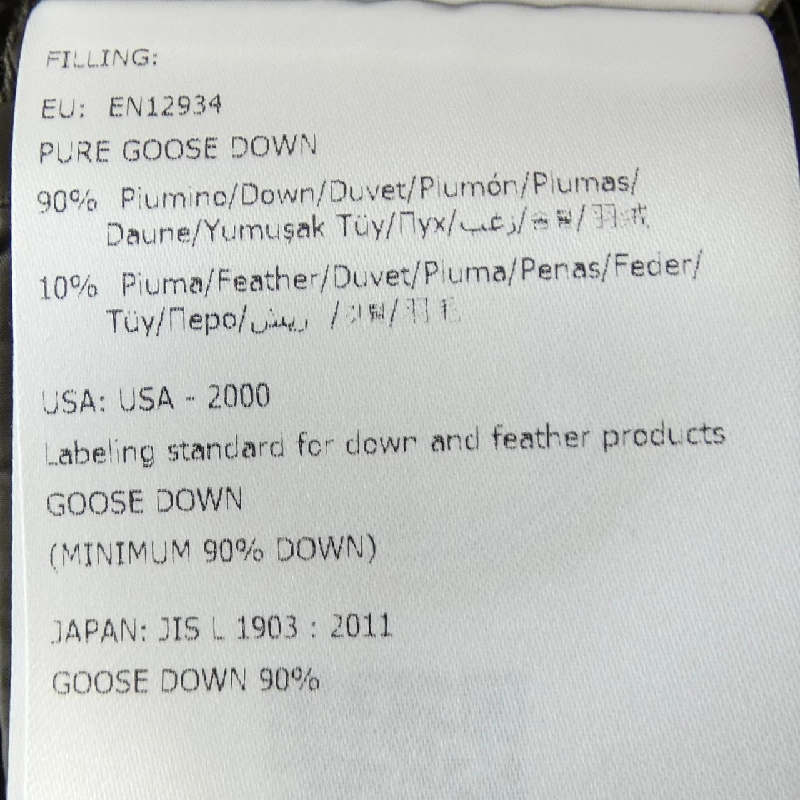 FILLING:
EU: EN12934
PURE GOOSE DOWN
90% Piumino/Down/Duvet/Plumón/Plumas/
Daune/Yumuşak Tüy/Пух/زغب/
10% Piuma/Feather/Duvet/Pluma/Penas/Feder/
Tüy/Перо/ريش /
USA: USA - 2000
Labeling standard for down and feather products
GOOSE DOWN
(MINIMUM 90% DOWN)
JAPAN: JIS L 1903 : 2011
GOOSE DOWN 90%